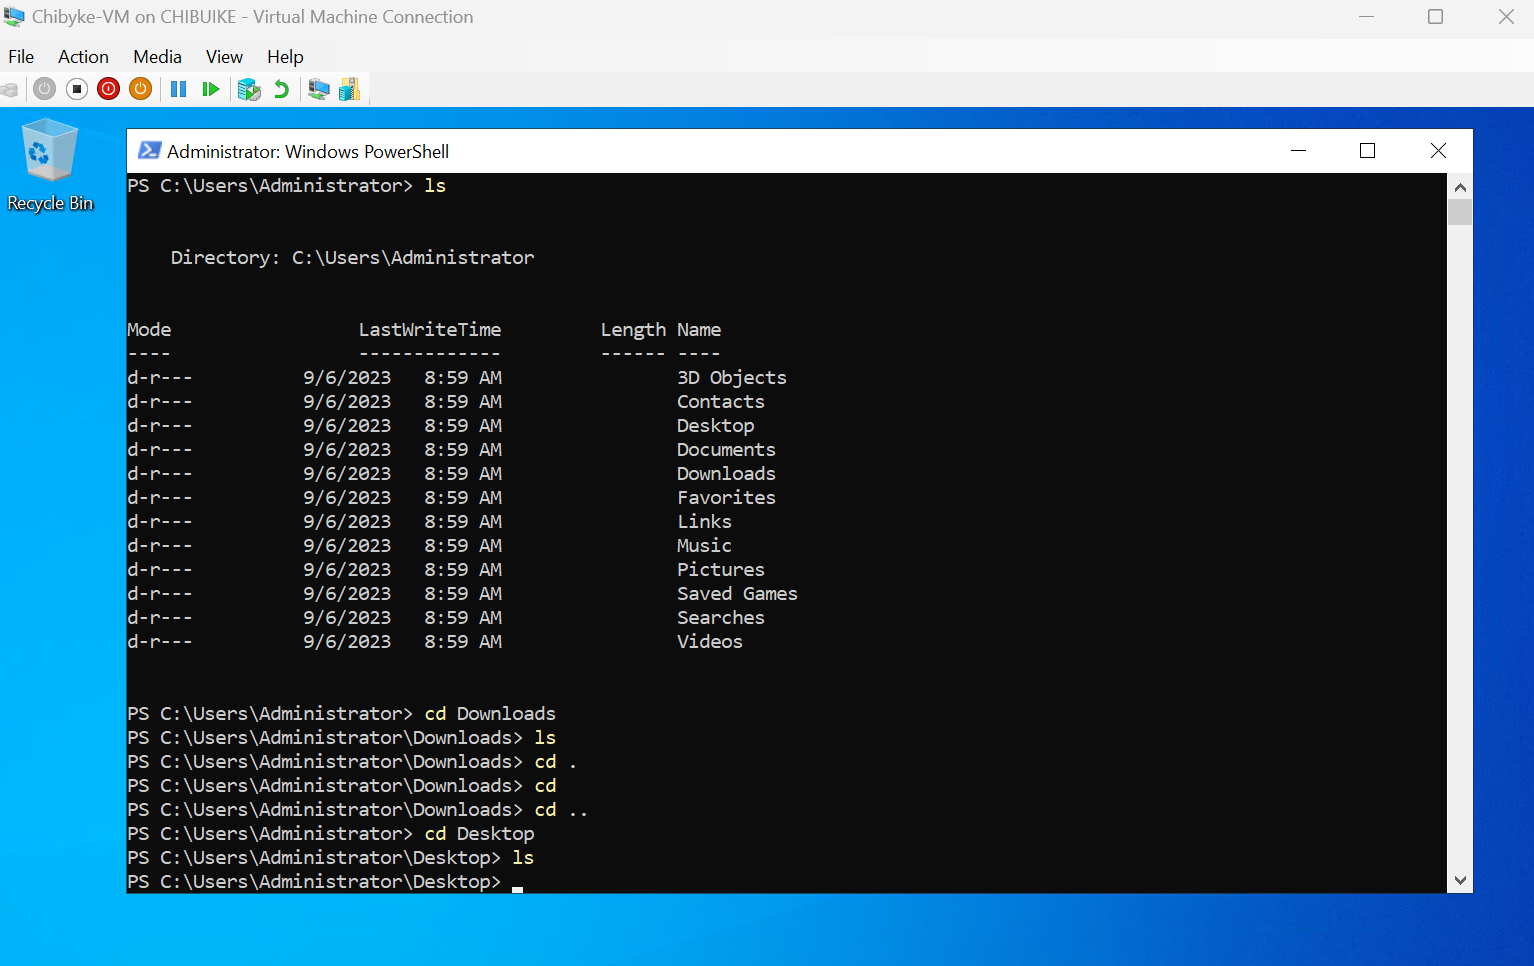 Chibyke-VM on CHIBUIKE - Virtual Machine Connection
File Action Media View Help
Recycle Bin
Administrator: Windows PowerShell
PS C:\Users\Administrator> ls
Directory: C:\Users\Administrator
Mode LastWriteTime Length Name
---- ------------- ------ ----
d-r--- 9/6/2023 8:59 AM 3D Objects
d-r--- 9/6/2023 8:59 AM Contacts
d-r--- 9/6/2023 8:59 AM Desktop
d-r--- 9/6/2023 8:59 AM Documents
d-r--- 9/6/2023 8:59 AM Downloads
d-r--- 9/6/2023 8:59 AM Favorites
d-r--- 9/6/2023 8:59 AM Links
d-r--- 9/6/2023 8:59 AM Music
d-r--- 9/6/2023 8:59 AM Pictures
d-r--- 9/6/2023 8:59 AM Saved Games
d-r--- 9/6/2023 8:59 AM Searches
d-r--- 9/6/2023 8:59 AM Videos
PS C:\Users\Administrator> cd Downloads
PS C:\Users\Administrator\Downloads> ls
PS C:\Users\Administrator\Downloads> cd .
PS C:\Users\Administrator\Downloads> cd
PS C:\Users\Administrator\Downloads> cd ..
PS C:\Users\Administrator> cd Desktop
PS C:\Users\Administrator\Desktop> ls
PS C:\Users\Administrator\Desktop>